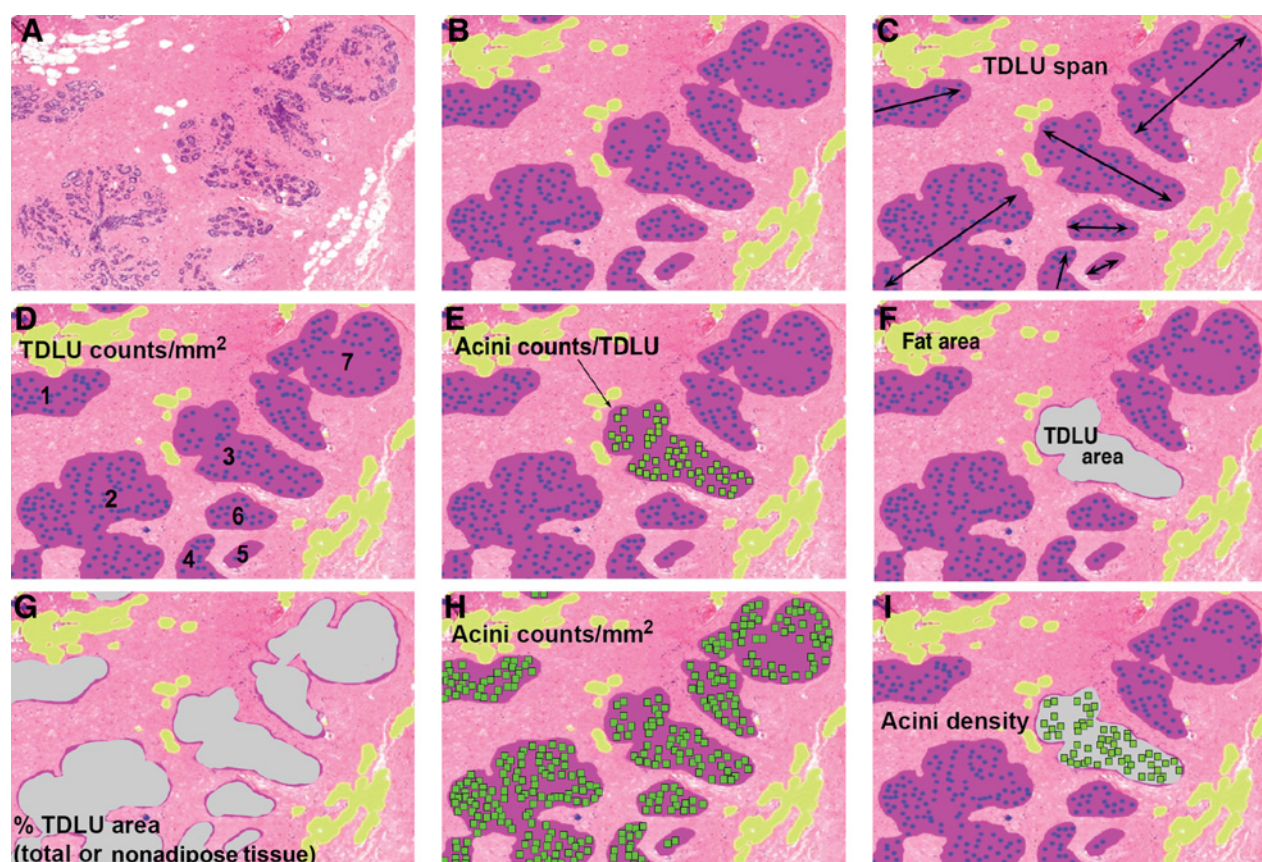 A
B
C
TDLU span
D
TDLU counts/mm²
1
2
3
4
5
6
7
E
Acini counts/TDLU
F
Fat area
TDLU
area
G
% TDLU area
(total or nonadipose tissue)
H
Acini counts/mm²
I
Acini density